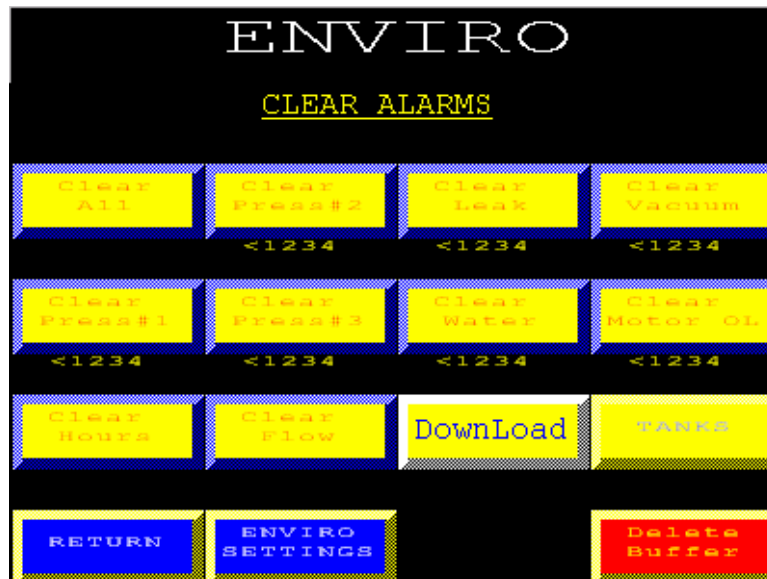 ENVIRO
CLEAR ALARMS
Clear
All
Clear
Press#2
Clear
Leak
Clear
Vacuum
<1234
<1234
<1234
Clear
Press#1
Clear
Press#3
Clear
Water
Clear
Motor OL
<1234
<1234
<1234
<1234
Clear
Hours
Clear
Flow
DownLoad
TANKS
RETURN
ENVIRO
SETTINGS
Delete
Buffer